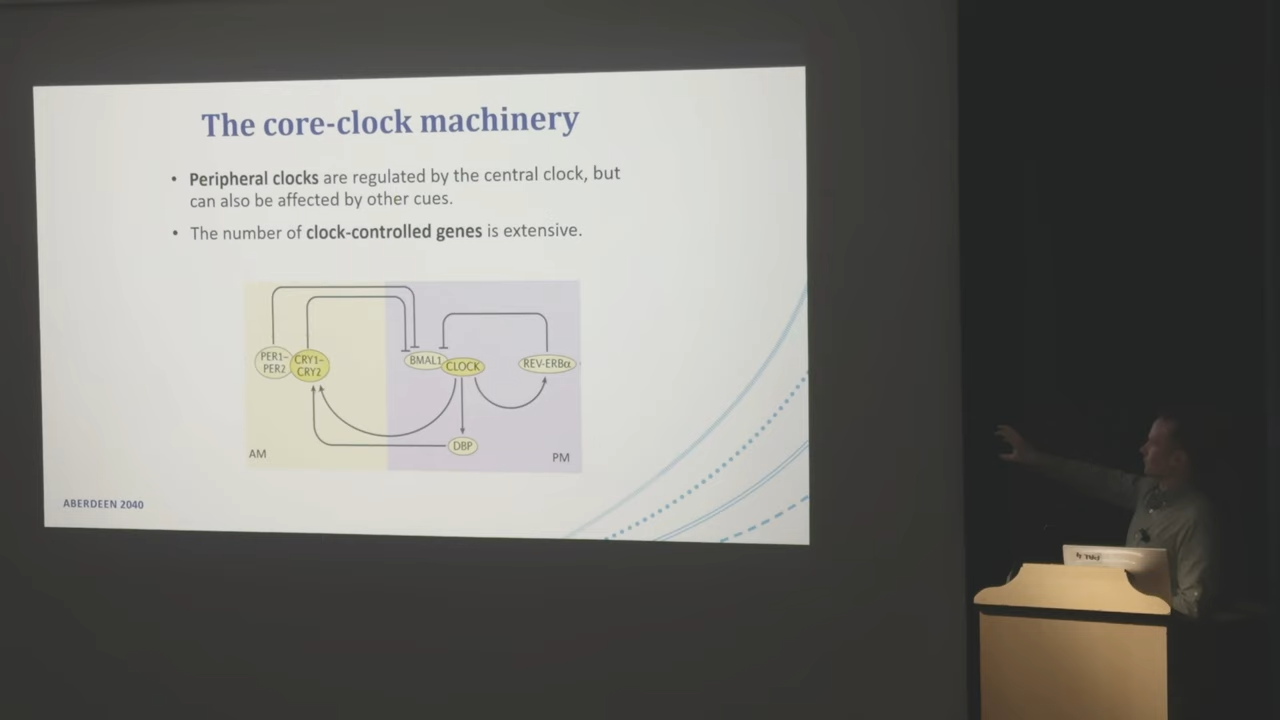 The core-clock machinery
• Peripheral clocks are regulated by the central clock, but
can also be affected by other cues.
• The number of clock-controlled genes is extensive.
PER1-
PER2
CRY1-
CRY2
BMAL1
CLOCK
REV-ERBα
DBP
AM
PM
ABERDEEN 2040